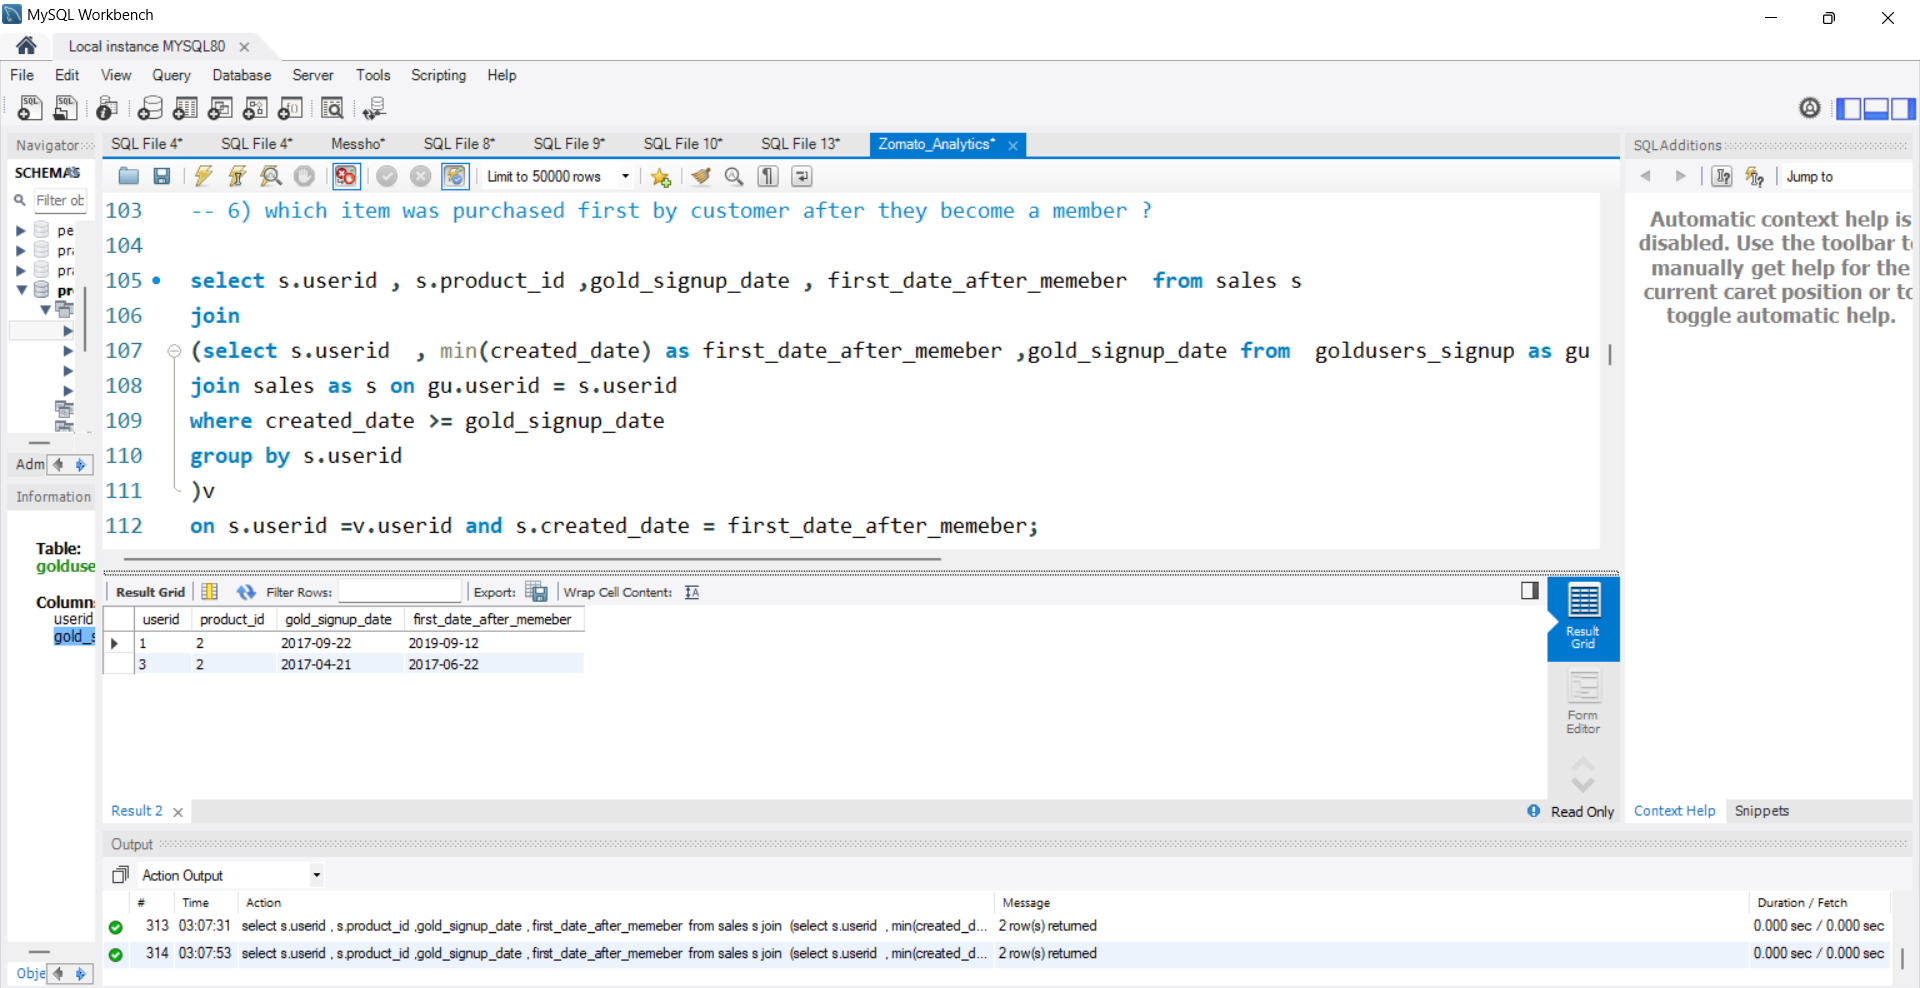 MySQL Workbench
Local instance MYSQL80
File Edit View Query Database Server Tools Scripting Help
Navigator
SQL File 4* SQL File 4* Messho* SQL File 8* SQL File 9* SQL File 10* SQL File 13* Zomato_Analytics*
SQLAdditions
SCHEMAS
Limit to 50000 rows
Jump to
Filter ob
pe
pra
pra
pr
103 -- 6) which item was purchased first by customer after they become a member ?
104
105 select s.userid , s.product_id ,gold_signup_date , first_date_after_memeber from sales s
106 join
107 (select s.userid , min(created_date) as first_date_after_memeber ,gold_signup_date from goldusers_signup as gu
108 join sales as s on gu.userid = s.userid
109 where created_date >= gold_signup_date
110 group by s.userid
111 )v
112 on s.userid =v.userid and s.created_date = first_date_after_memeber;
Automatic context help is
disabled. Use the toolbar t
manually get help for the
current caret position or to
toggle automatic help.
Adm
Information
Table:
golduse
Column
userid
gold_s
Result Grid Filter Rows: Export: Wrap Cell Content:
userid product_id gold_signup_date first_date_after_memeber
1 2 2017-09-22 2019-09-12
3 2 2017-04-21 2017-06-22
Result
Grid
Form
Editor
Result 2
Read Only
Context Help Snippets
Output
Action Output
# Time Action Message Duration / Fetch
313 03:07:31 select s.userid , s.product_id ,gold_signup_date , first_date_after_memeber from sales s join (select s.userid , min(created_d... 2 row(s) returned 0.000 sec / 0.000 sec
314 03:07:53 select s.userid , s.product_id ,gold_signup_date , first_date_after_memeber from sales s join (select s.userid , min(created_d... 2 row(s) returned 0.000 sec / 0.000 sec
Obje